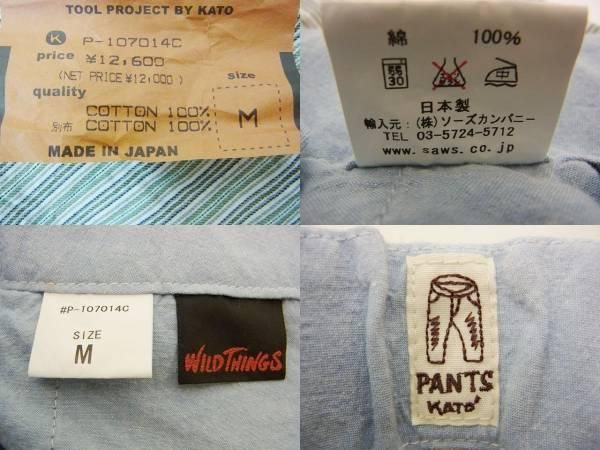 TOOL PROJECT BY KATO
K P-107014C
price ¥12,600
(NET PRICE¥12,000)
quality size
COTTON 100%
別布 COTTON 100%
M
MADE IN JAPAN
綿 100%
弱 30 中
日本製
輸入元:(株)ソーズカンパニー
TEL 03-5724-5712
www.saws.co.jp
#P-107014C
SIZE
M
WILDTHINGS
PANTS
KATO'